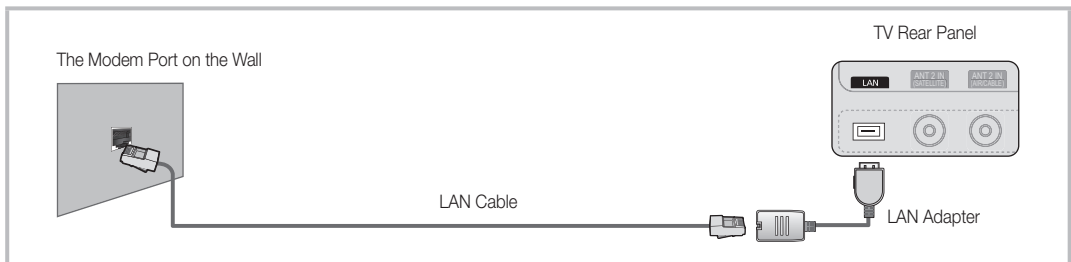 TV Rear Panel
The Modem Port on the Wall
LAN
ANT 2 IN
(SATELLITE)
ANT 2 IN
(AIR/CABLE)
LAN Cable
LAN Adapter